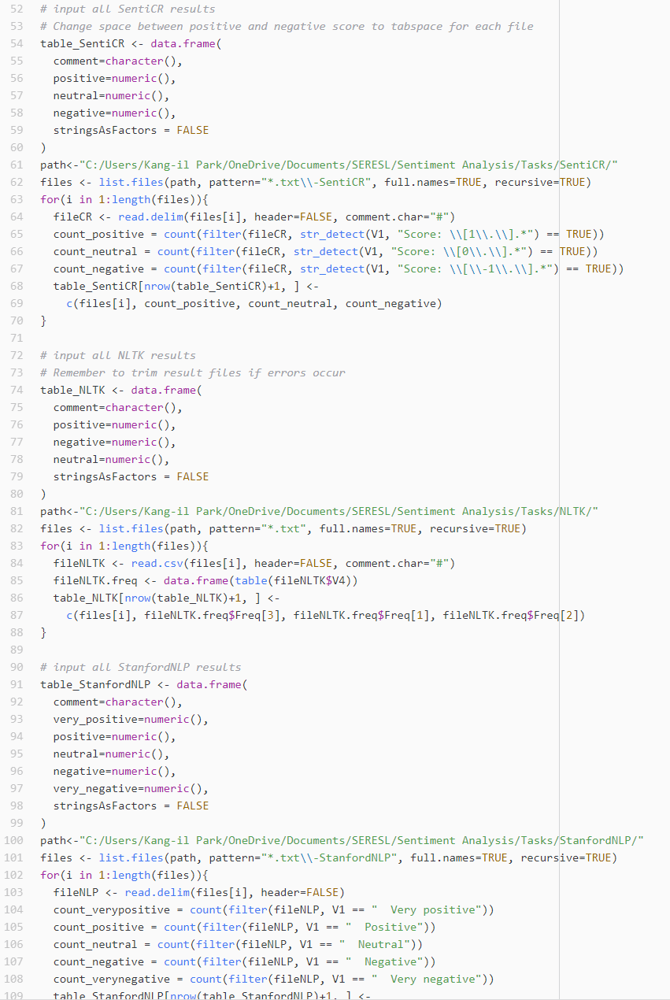 52 # input all SentiCR results
53 # Change space between positive and negative score to tabspace for each file
54 table_SentiCR <- data.frame(
55   comment=character(),
56   positive=numeric(),
57   neutral=numeric(),
58   negative=numeric(),
59   stringsAsFactors = FALSE
60 )
61 path<-"C:/Users/Kang-il Park/OneDrive/Documents/SERESL/Sentiment Analysis/Tasks/SentiCR/"
62 files <- list.files(path, pattern="*.txt\\-SentiCR", full.names=TRUE, recursive=TRUE)
63 for(i in 1:length(files)){
64   fileCR <- read.delim(files[i], header=FALSE, comment.char="#")
65   count_positive = count(filter(fileCR, str_detect(V1, "Score: \\[1\\.\\].*") == TRUE))
66   count_neutral = count(filter(fileCR, str_detect(V1, "Score: \\[0\\.\\].*") == TRUE))
67   count_negative = count(filter(fileCR, str_detect(V1, "Score: \\[\\-1\\.\\].*") == TRUE))
68   table_SentiCR[nrow(table_SentiCR)+1, ] <-
69     c(files[i], count_positive, count_neutral, count_negative)
70 }
71
72 # input all NLTK results
73 # Remember to trim result files if errors occur
74 table_NLTK <- data.frame(
75   comment=character(),
76   positive=numeric(),
77   negative=numeric(),
78   neutral=numeric(),
79   stringsAsFactors = FALSE
80 )
81 path<-"C:/Users/Kang-il Park/OneDrive/Documents/SERESL/Sentiment Analysis/Tasks/NLTK/"
82 files <- list.files(path, pattern="*.txt", full.names=TRUE, recursive=TRUE)
83 for(i in 1:length(files)){
84   fileNLTK <- read.csv(files[i], header=FALSE, comment.char="#")
85   fileNLTK.freq <- data.frame(table(fileNLTK$V4))
86   table_NLTK[nrow(table_NLTK)+1, ] <-
87     c(files[i], fileNLTK.freq$Freq[3], fileNLTK.freq$Freq[1], fileNLTK.freq$Freq[2])
88 }
89
90 # input all StanfordNLP results
91 table_StanfordNLP <- data.frame(
92   comment=character(),
93   very_positive=numeric(),
94   positive=numeric(),
95   neutral=numeric(),
96   negative=numeric(),
97   very_negative=numeric(),
98   stringsAsFactors = FALSE
99 )
100 path<-"C:/Users/Kang-il Park/OneDrive/Documents/SERESL/Sentiment Analysis/Tasks/StanfordNLP/"
101 files <- list.files(path, pattern="*.txt\\-StanfordNLP", full.names=TRUE, recursive=TRUE)
102 for(i in 1:length(files)){
103   fileNLP <- read.delim(files[i], header=FALSE)
104   count_verypositive = count(filter(fileNLP, V1 == "  Very positive"))
105   count_positive = count(filter(fileNLP, V1 == "  Positive"))
106   count_neutral = count(filter(fileNLP, V1 == "  Neutral"))
107   count_negative = count(filter(fileNLP, V1 == "  Negative"))
108   count_verynegative = count(filter(fileNLP, V1 == "  Very negative"))
109   table_StanfordNLP[nrow(table_StanfordNLP)+1, ] <-